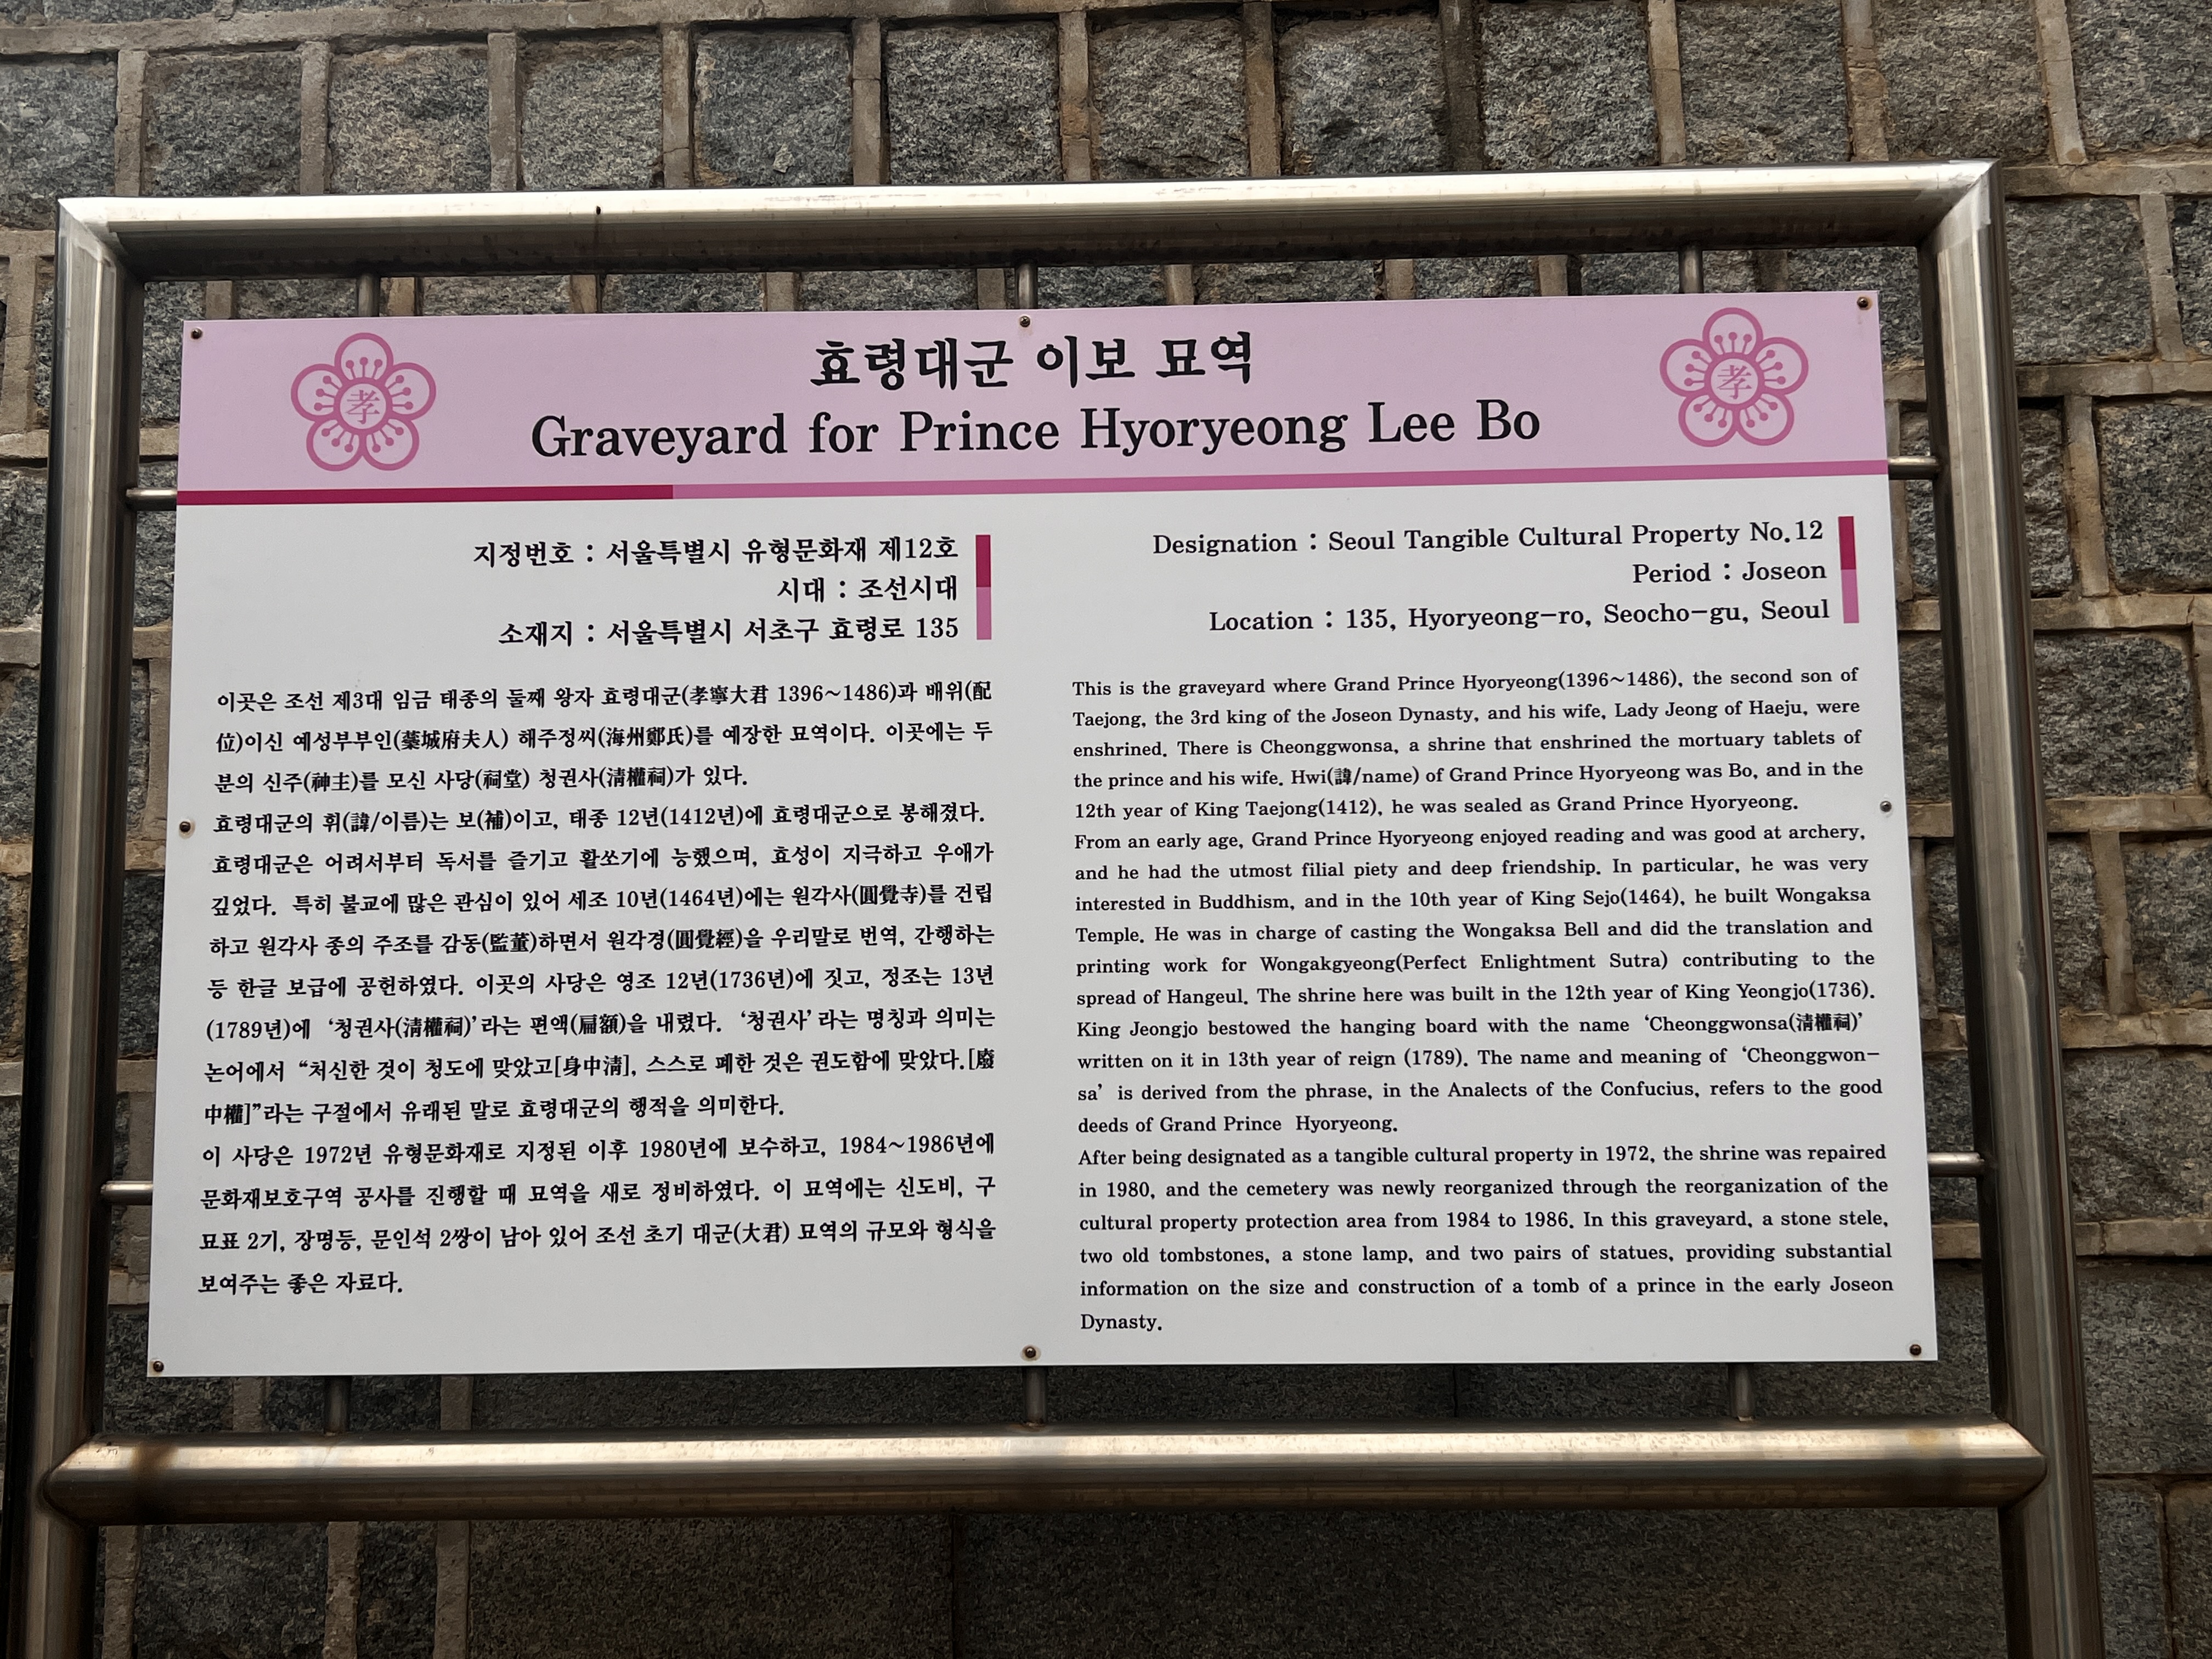 효령대군 이보 묘역
Graveyard for Prince Hyoryeong Lee Bo
孝
孝
지정번호 : 서울특별시 유형문화재 제12호
시대 : 조선시대
소재지 : 서울특별시 서초구 효령로 135
이곳은 조선 제3대 임금 태종의 둘째 왕자 효령대군(孝寧大君 1396~1486)과 배위(配
位)이신 예성부부인(蘂城府夫人) 해주정씨(海州鄭氏)를 예장한 묘역이다. 이곳에는 두
분의 신주(神主)를 모신 사당(祠堂) 청권사(淸權祠)가 있다.
효령대군의 휘(諱/이름)는 보(補)이고, 태종 12년(1412년)에 효령대군으로 봉해졌다.
효령대군은 어려서부터 독서를 즐기고 활쏘기에 능했으며, 효성이 지극하고 우애가
깊었다. 특히 불교에 많은 관심이 있어 세조 10년(1464년)에는 원각사(圓覺寺)를 건립
하고 원각사 종의 주조를 감동(監董)하면서 원각경(圓覺經)을 우리말로 번역, 간행하는
등 한글 보급에 공헌하였다. 이곳의 사당은 영조 12년(1736년)에 짓고, 정조는 13년
(1789년)에 ‘청권사(淸權祠)’라는 편액(扁額)을 내렸다. ‘청권사’라는 명칭과 의미는
논어에서 “처신한 것이 청도에 맞았고[身中淸], 스스로 폐한 것은 권도함에 맞았다.[廢
中權]”라는 구절에서 유래된 말로 효령대군의 행적을 의미한다.
이 사당은 1972년 유형문화재로 지정된 이후 1980년에 보수하고, 1984~1986년에
문화재보호구역 공사를 진행할 때 묘역을 새로 정비하였다. 이 묘역에는 신도비, 구
묘표 2기, 장명등, 문인석 2쌍이 남아 있어 조선 초기 대군(大君) 묘역의 규모와 형식을
보여주는 좋은 자료다.
Designation : Seoul Tangible Cultural Property No.12
Period : Joseon
Location : 135, Hyoryeong-ro, Seocho-gu, Seoul
This is the graveyard where Grand Prince Hyoryeong(1396~1486), the second son of
Taejong, the 3rd king of the Joseon Dynasty, and his wife, Lady Jeong of Haeju, were
enshrined. There is Cheonggwonsa, a shrine that enshrined the mortuary tablets of
the prince and his wife. Hwi(諱/name) of Grand Prince Hyoryeong was Bo, and in the
12th year of King Taejong(1412), he was sealed as Grand Prince Hyoryeong.
From an early age, Grand Prince Hyoryeong enjoyed reading and was good at archery,
and he had the utmost filial piety and deep friendship. In particular, he was very
interested in Buddhism, and in the 10th year of King Sejo(1464), he built Wongaksa
Temple. He was in charge of casting the Wongaksa Bell and did the translation and
printing work for Wongakgyeong(Perfect Enlightment Sutra) contributing to the
spread of Hangeul. The shrine here was built in the 12th year of King Yeongjo(1736).
King Jeongjo bestowed the hanging board with the name ‘Cheonggwonsa(淸權祠)’
written on it in 13th year of reign (1789). The name and meaning of ‘Cheonggwon-
sa’ is derived from the phrase, in the Analects of the Confucius, refers to the good
deeds of Grand Prince Hyoryeong.
After being designated as a tangible cultural property in 1972, the shrine was repaired
in 1980, and the cemetery was newly reorganized through the reorganization of the
cultural property protection area from 1984 to 1986. In this graveyard, a stone stele,
two old tombstones, a stone lamp, and two pairs of statues, providing substantial
information on the size and construction of a tomb of a prince in the early Joseon
Dynasty.